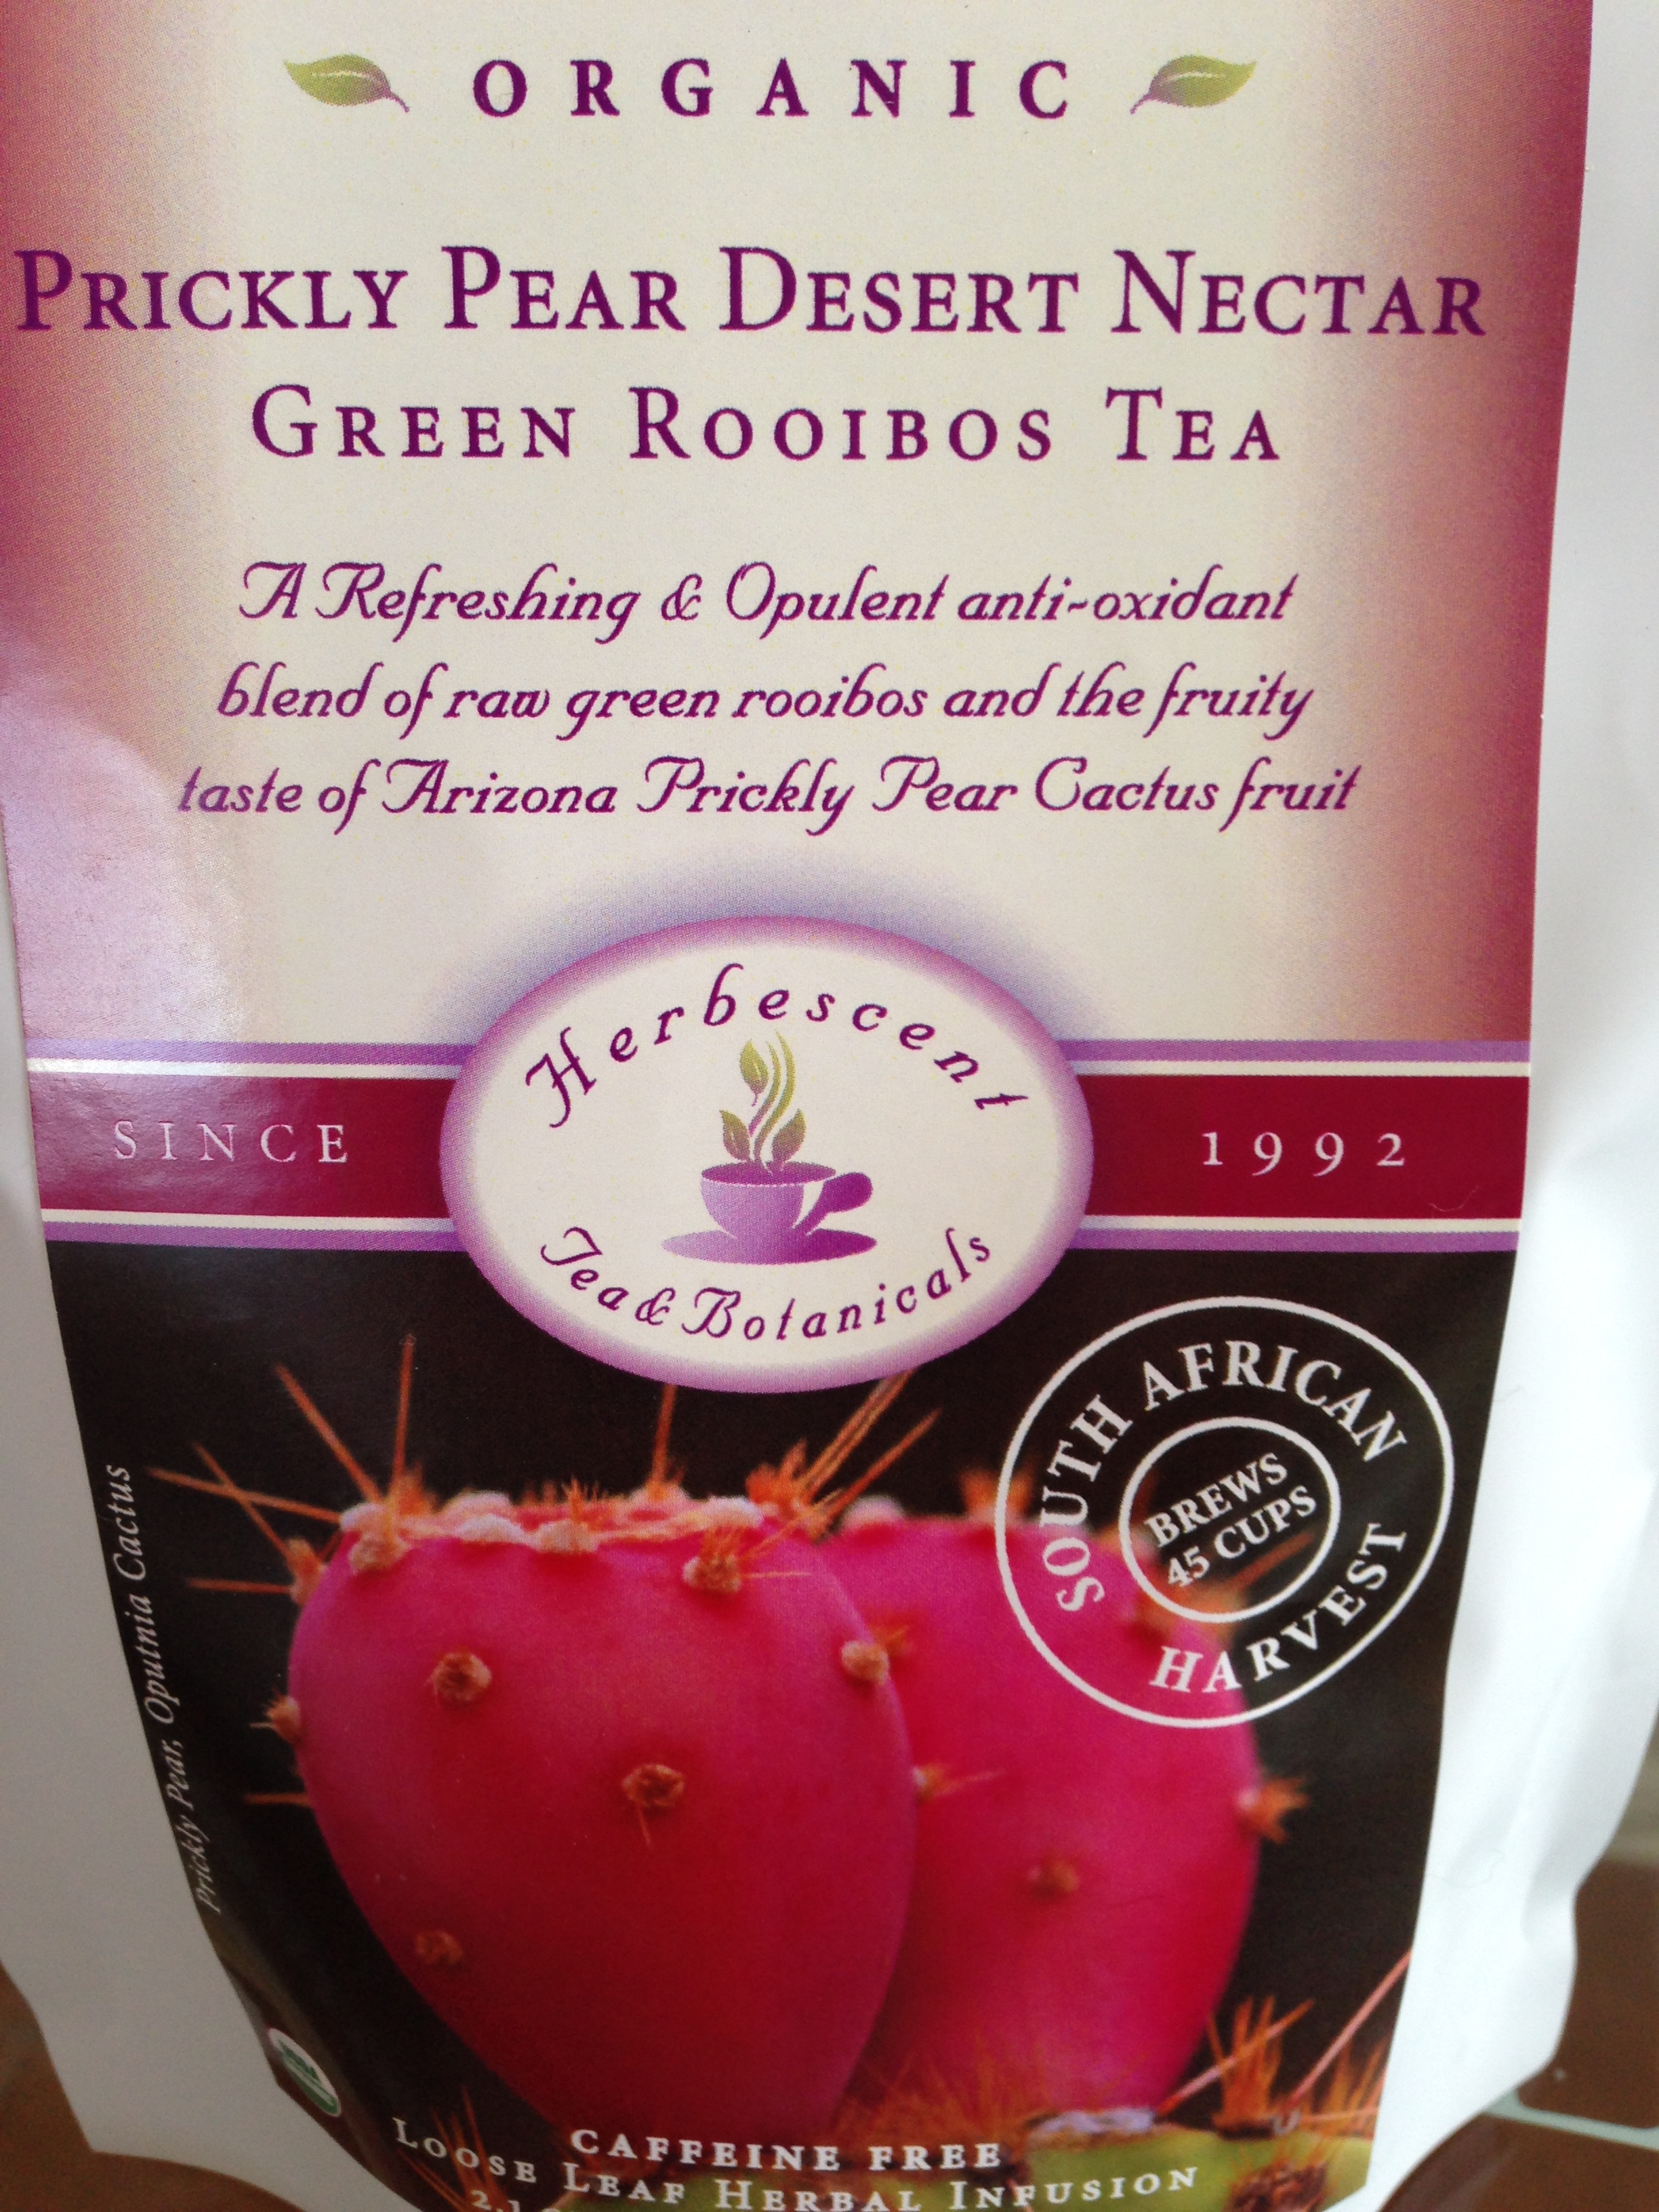 ORGANIC
PRICKLY PEAR DESERT NECTAR
GREEN ROOIBOS TEA
A Refreshing & Opulent anti-oxidant
blend of raw green rooibos and the fruity
taste of Arizona Prickly Pear Cactus fruit
Herbescent
SINCE
1992
Tea & Botanicals
SOUTH AFRICAN
BREWS
45 CUPS
HARVEST
Prickly Pear, Oputnia Cactus
CAFFEINE FREE
LOOSE LEAF HERBAL INFUSION